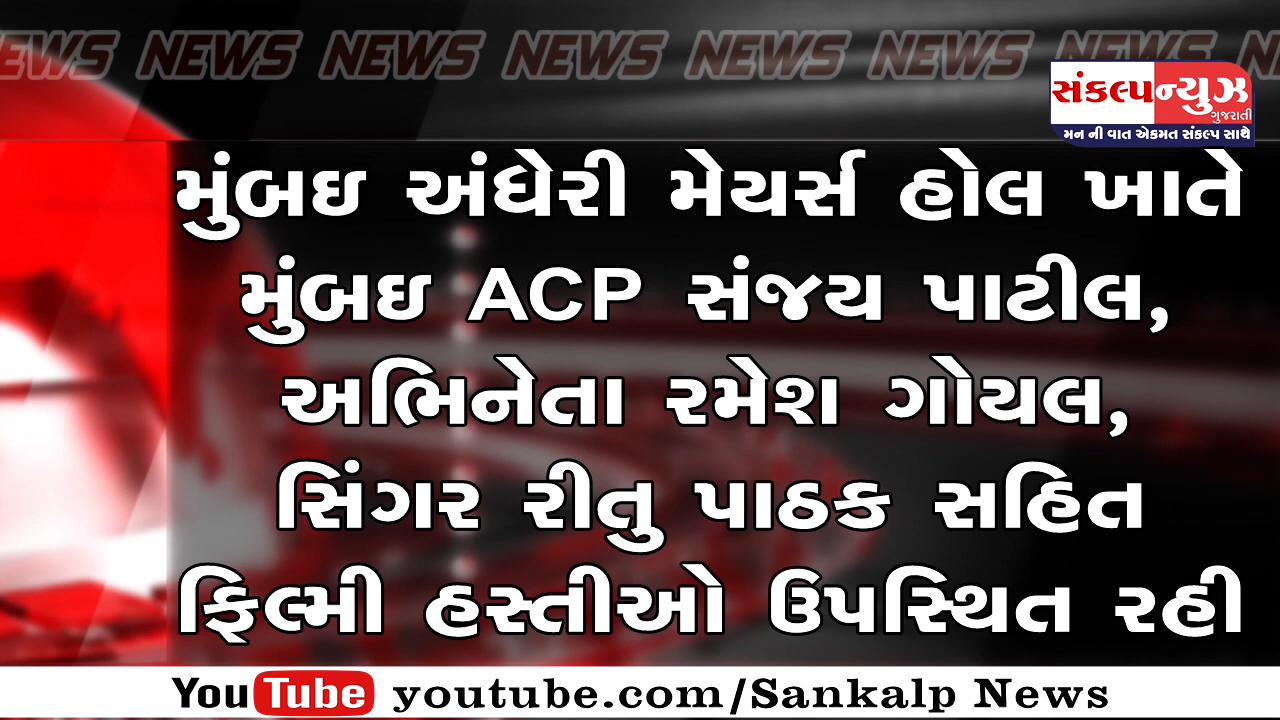 NEWS NEWS NEWS NEWS NEWS NEWS NEWS
સંકલ્પન્યુઝ
ગુજરાતી
મન ની વાત એકમત સંકલ્પ સાથે
મુંબઇ અંધેરી મેયર્સ હોલ ખાતે
મુંબઇ ACP સંજય પાટીલ,
અભિનેતા રમેશ ગોયલ,
સિંગર રીતુ પાઠક સહિત
ફિલ્મી હસ્તીઓ ઉપસ્થિત રહી
YouTube youtube.com/Sankalp News